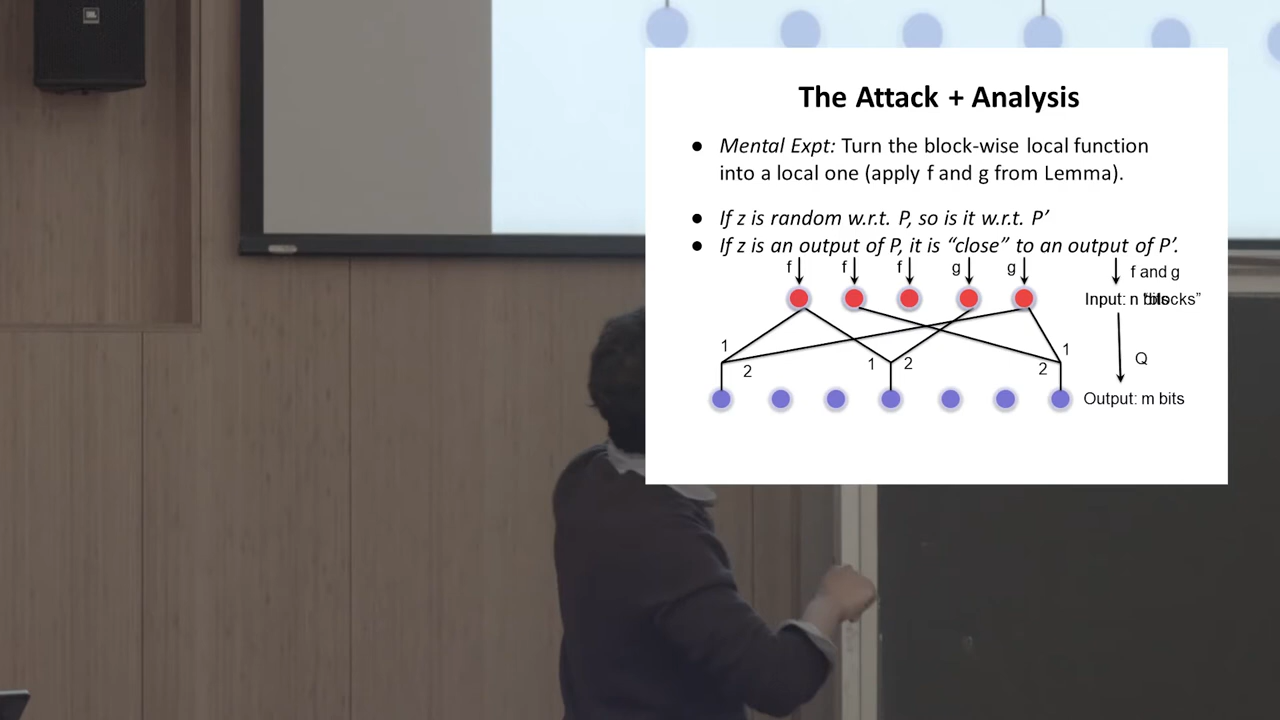 JBL
The Attack + Analysis
● Mental Expt: Turn the block-wise local function
into a local one (apply f and g from Lemma).
● If z is random w.r.t. P, so is it w.r.t. P’
● If z is an output of P, it is “close” to an output of P’.
f f f g g f and g
Input: n bits “blocks”
1 2 1 2 2 1 Q
Output: m bits